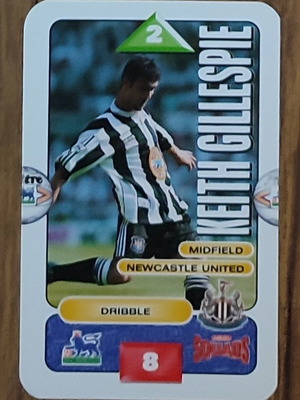 2
KEITH GILLESPIE
MIDFIELD
NEWCASTLE UNITED
DRIBBLE
8